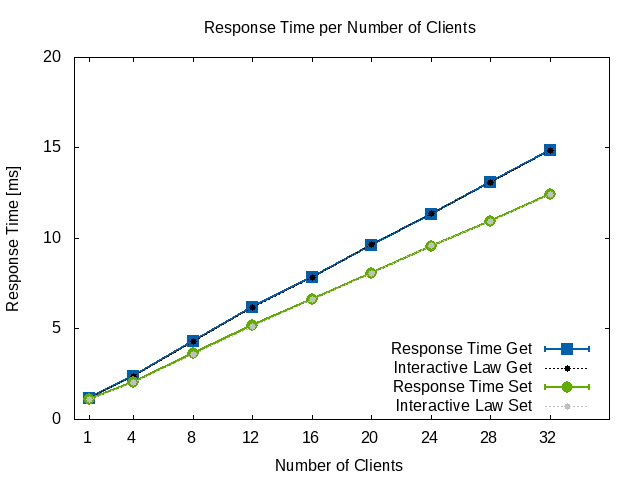 Response Time per Number of Clients
20
15
10
5
0
Response Time [ms]
1 4 8 12 16 20 24 28 32
Number of Clients
Response Time Get
Interactive Law Get
Response Time Set
Interactive Law Set